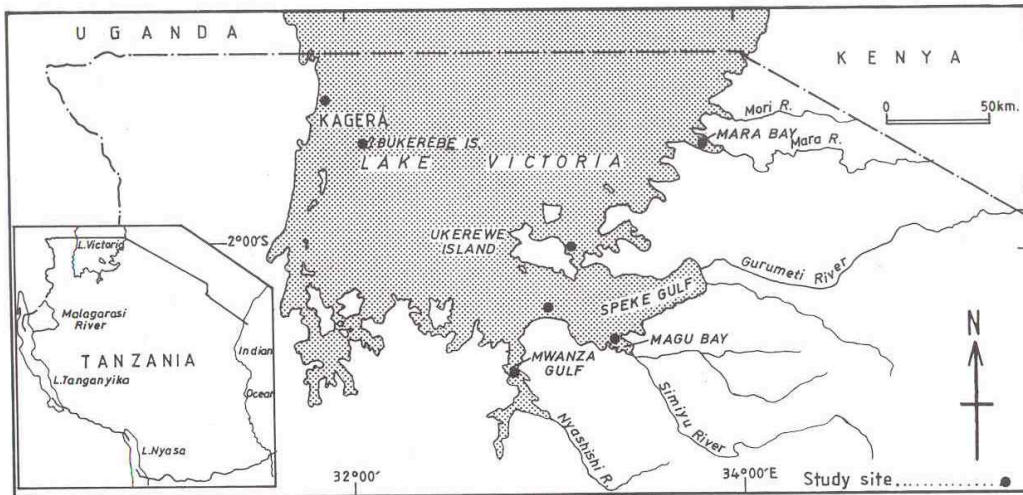 UGANDA
KENYA
0 50km.
KAGERA
BUKEREBE IS.
LAKE VICTORIA
Mori R.
MARA BAY
Mara R.
2°00'S
UKEREWE
ISLAND
Gurumeti River
SPEKE GULF
MAGU BAY
MWANZA
GULF
Simiyu River
Nyashishi R.
N
L.Victoria
Malagarasi
River
TANZANIA
Indian
Ocean
L.Tanganyika
L.Nyasa
32°00'
34°00'E
Study site